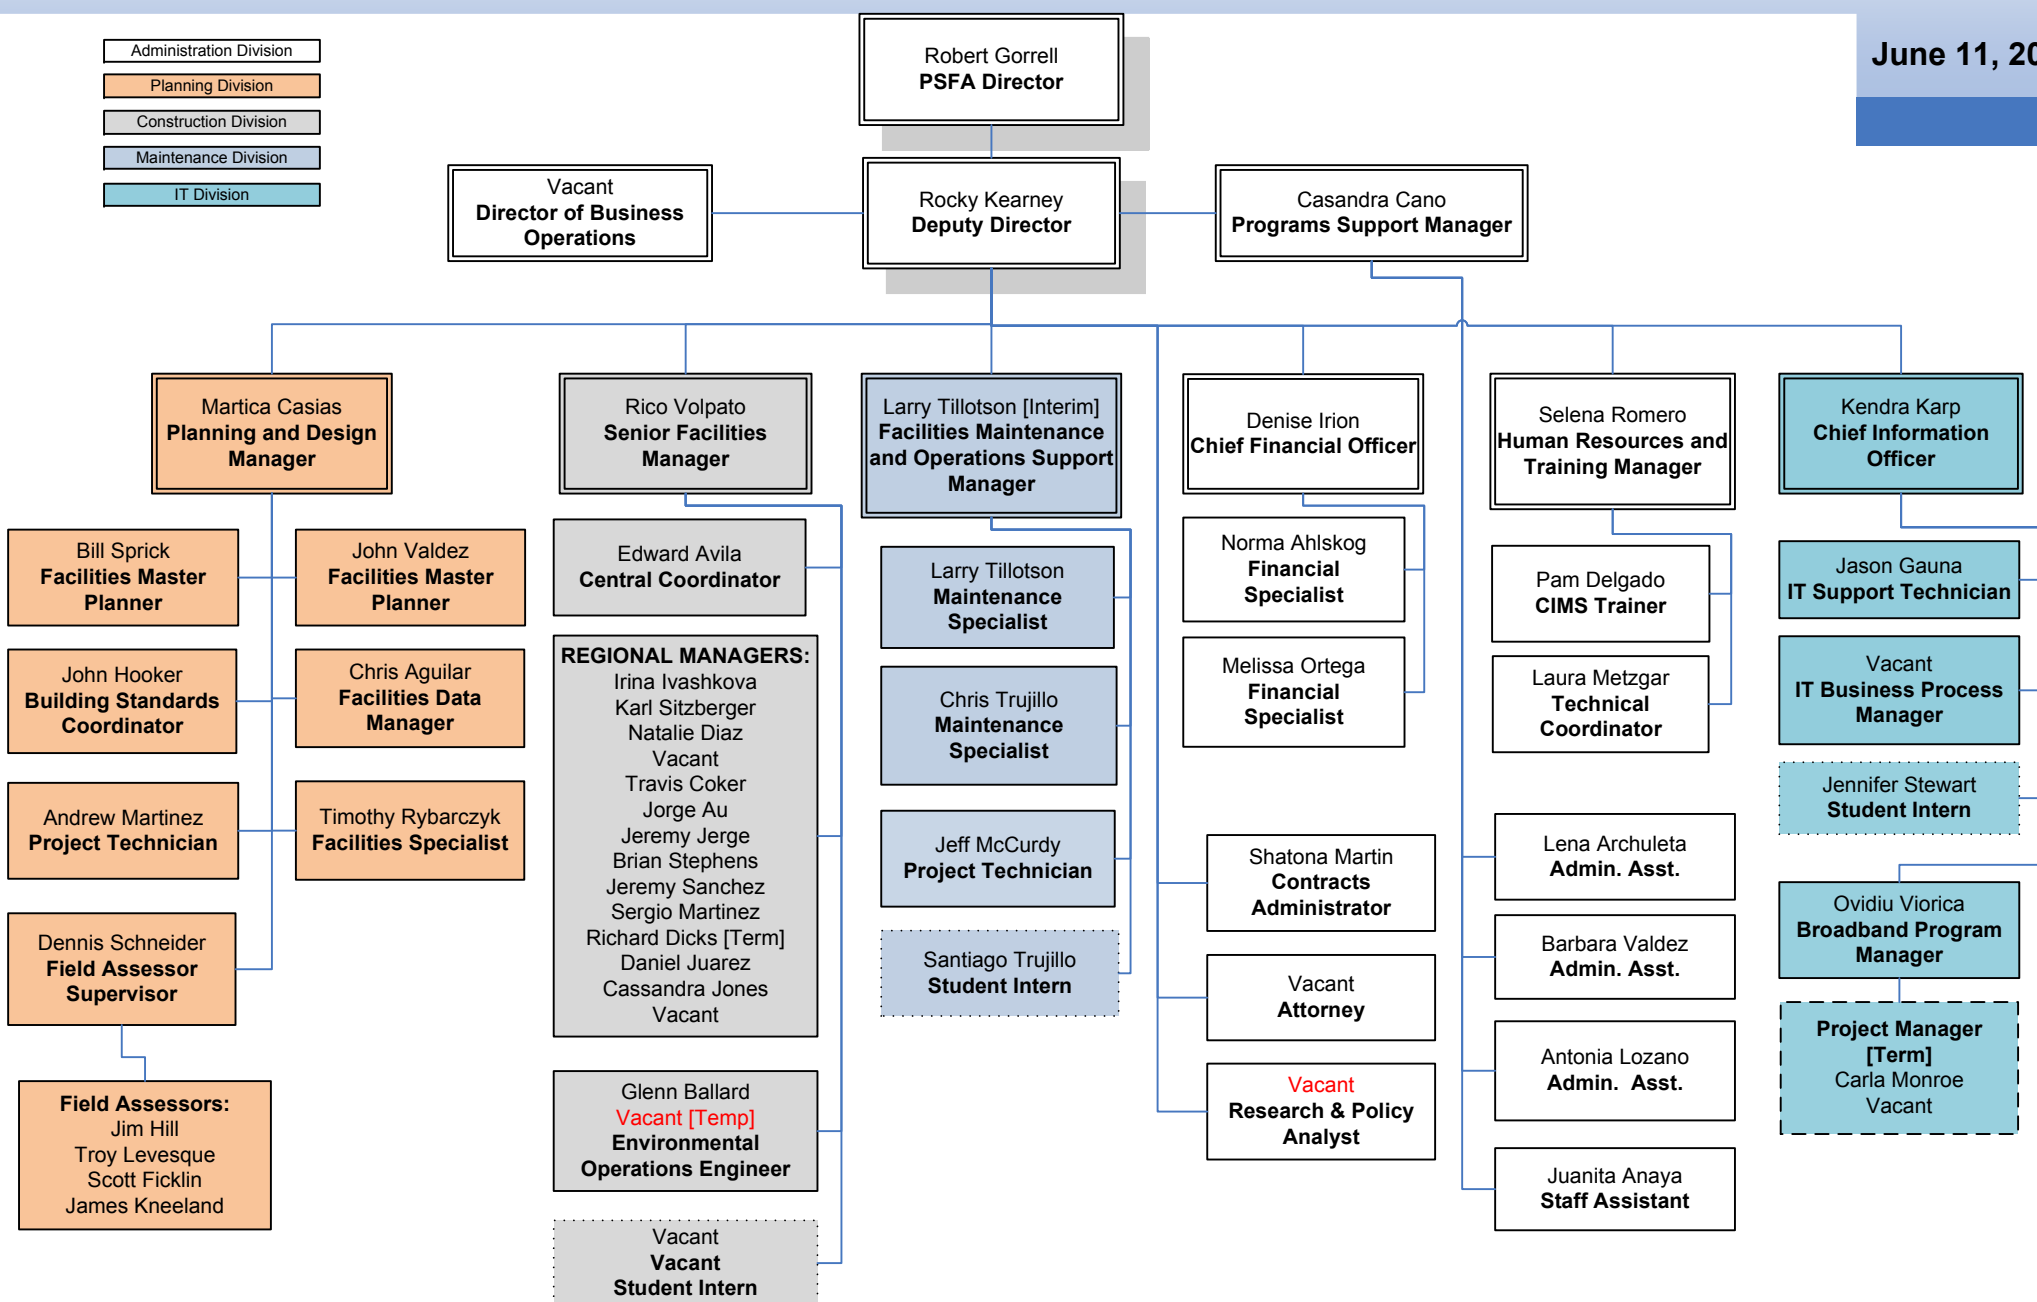 Administration Division
Planning Division
Construction Division
Maintenance Division
IT Division
June 11, 20
Robert Gorrell
PSFA Director
Vacant
Director of Business
Operations
Rocky Kearney
Deputy Director
Casandra Cano
Programs Support Manager
Martica Casias
Planning and Design
Manager
Bill Sprick
Facilities Master
Planner
John Valdez
Facilities Master
Planner
John Hooker
Building Standards
Coordinator
Chris Aguilar
Facilities Data
Manager
Andrew Martinez
Project Technician
Timothy Rybarczyk
Facilities Specialist
Dennis Schneider
Field Assessor
Supervisor
Field Assessors:
Jim Hill
Troy Levesque
Scott Ficklin
James Kneeland
Rico Volpato
Senior Facilities
Manager
Edward Avila
Central Coordinator
REGIONAL MANAGERS:
Irina Ivashkova
Karl Sitzberger
Natalie Diaz
Vacant
Travis Coker
Jorge Au
Jeremy Jerge
Brian Stephens
Jeremy Sanchez
Sergio Martinez
Richard Dicks [Term]
Daniel Juarez
Cassandra Jones
Vacant
Glenn Ballard
Vacant [Temp]
Environmental
Operations Engineer
Vacant
Vacant
Student Intern
Larry Tillotson [Interim]
Facilities Maintenance
and Operations Support
Manager
Larry Tillotson
Maintenance
Specialist
Chris Trujillo
Maintenance
Specialist
Jeff McCurdy
Project Technician
Santiago Trujillo
Student Intern
Denise Irion
Chief Financial Officer
Norma Ahlskog
Financial
Specialist
Melissa Ortega
Financial
Specialist
Shatona Martin
Contracts
Administrator
Vacant
Attorney
Vacant
Research & Policy
Analyst
Selena Romero
Human Resources and
Training Manager
Pam Delgado
CIMS Trainer
Laura Metzgar
Technical
Coordinator
Lena Archuleta
Admin. Asst.
Barbara Valdez
Admin. Asst.
Antonia Lozano
Admin.  Asst.
Juanita Anaya
Staff Assistant
Kendra Karp
Chief Information
Officer
Jason Gauna
IT Support Technician
Vacant
IT Business Process
Manager
Jennifer Stewart
Student Intern
Ovidiu Viorica
Broadband Program
Manager
Project Manager
[Term]
Carla Monroe
Vacant